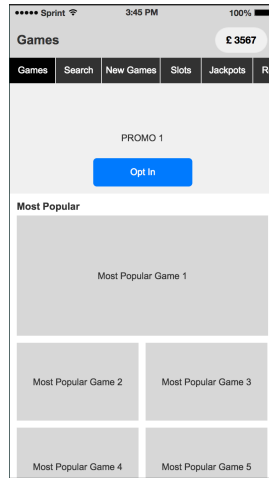 ●●●●● Sprint 3:45 PM 100%
Games £ 3567
Games Search New Games Slots Jackpots R
PROMO 1
Opt In
Most Popular
Most Popular Game 1
Most Popular Game 2 Most Popular Game 3
Most Popular Game 4 Most Popular Game 5